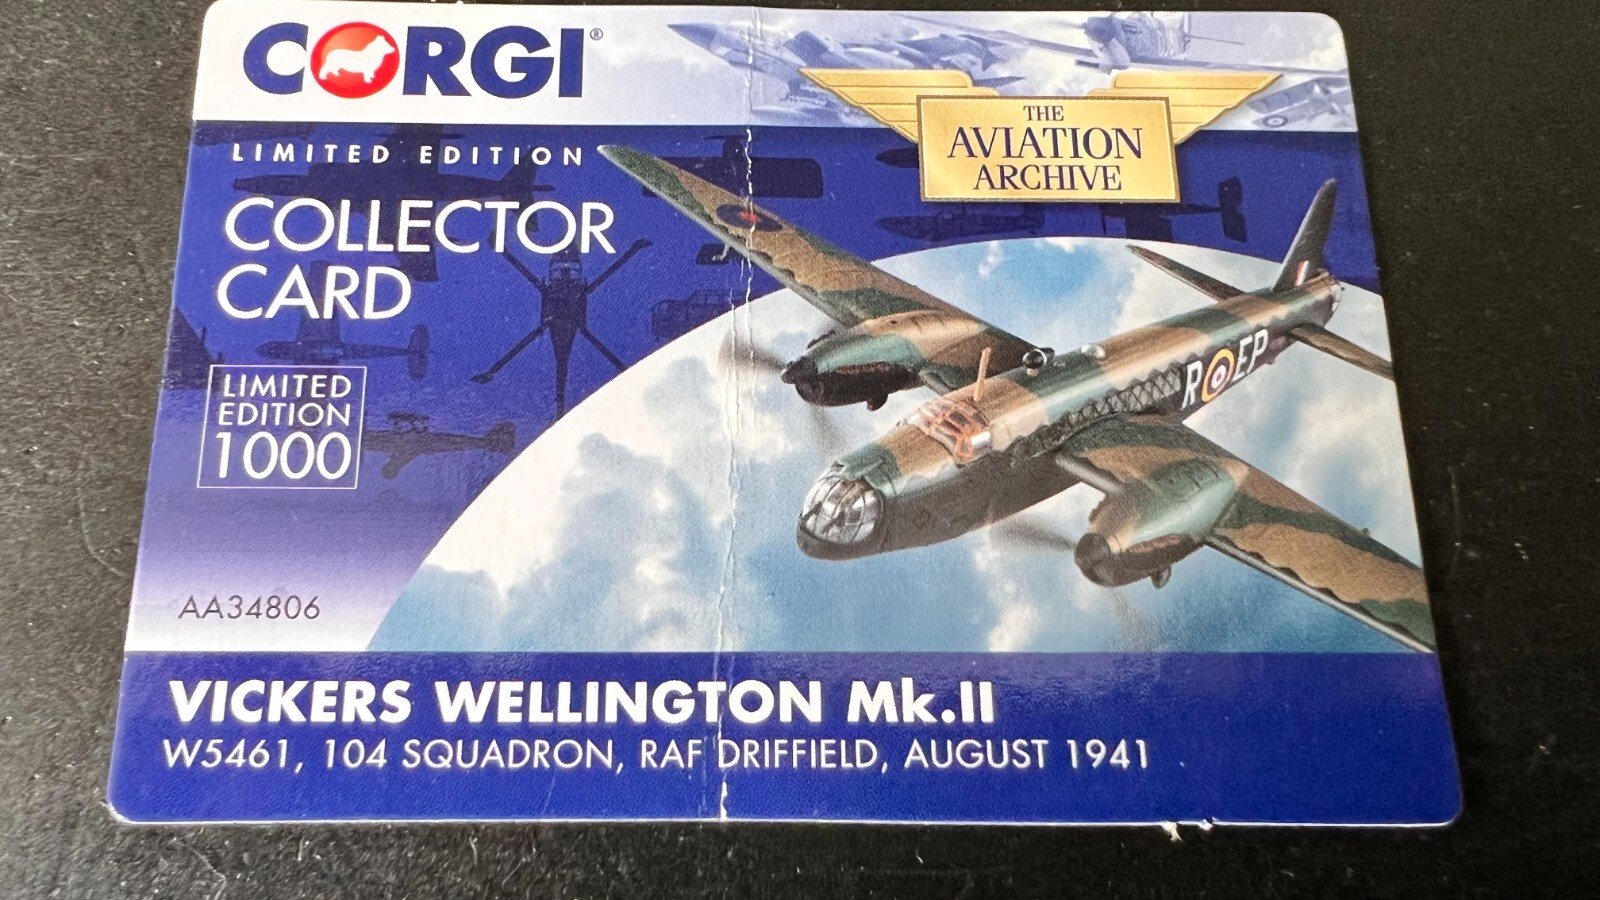 CORGI®
THE
AVIATION
ARCHIVE
LIMITED EDITION
COLLECTOR
CARD
LIMITED
EDITION
1000
R EP
AA34806
VICKERS WELLINGTON Mk.II
W5461, 104 SQUADRON, RAF DRIFFIELD, AUGUST 1941